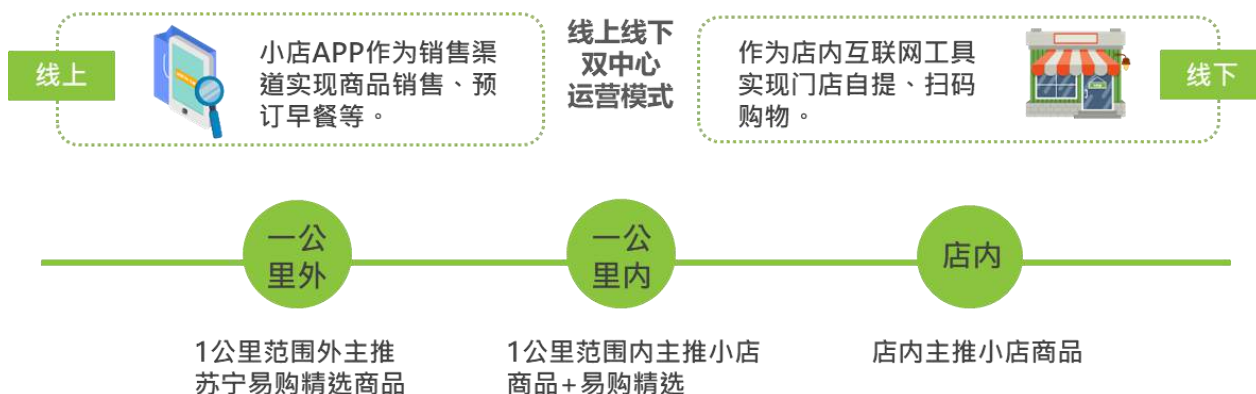 线上
小店APP作为销售渠
道实现商品销售、预
订早餐等。
线上线下
双中心
运营模式
作为店内互联网工具
实现门店自提、扫码
购物。
线下
一公
里外
一公
里内
店内
1公里范围外主推
苏宁易购精选商品
1公里范围内主推小店
商品+易购精选
店内主推小店商品